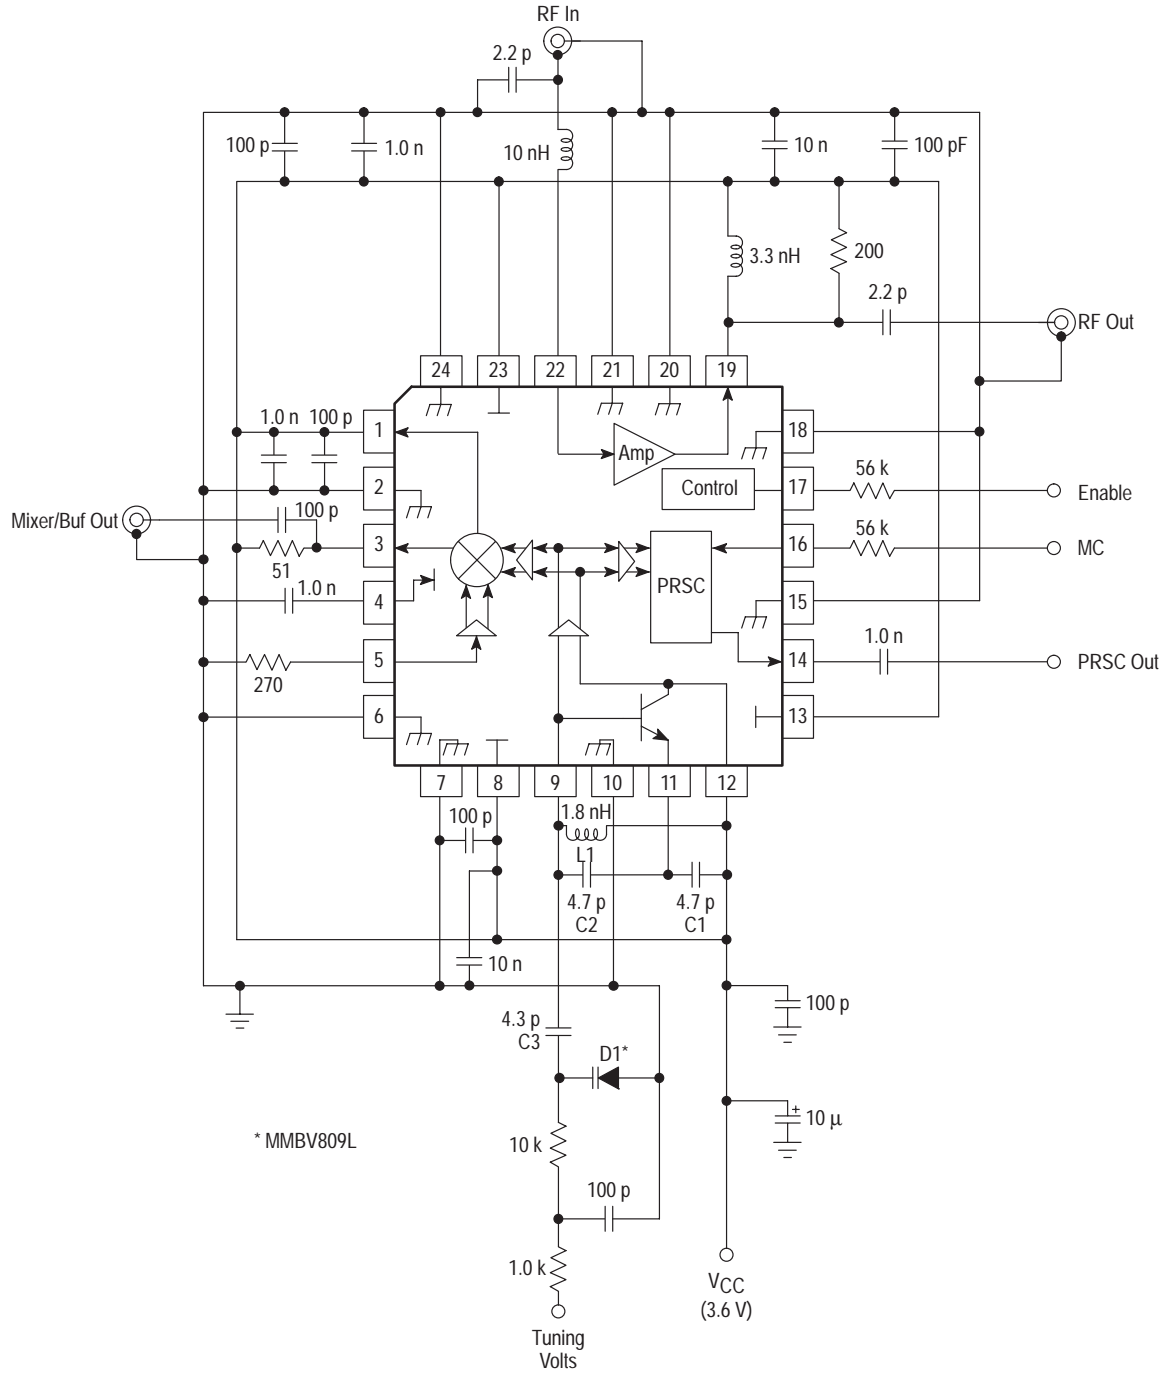 RF In
2.2 p
100 p
1.0 n
10 nH
10 n
100 pF
3.3 nH
200
2.2 p
RF Out
24
23
22
21
20
19
1.0 n
100 p
1
18
Amp
Control
17
56 k
Enable
2
Mixer/Buf Out
100 p
3
51
16
56 k
MC
PRSC
1.0 n
4
15
5
270
14
1.0 n
PRSC Out
6
13
7
8
9
10
11
12
100 p
1.8 nH
L1
4.7 p
C2
4.7 p
C1
10 n
100 p
4.3 p
C3
D1*
+
10 μ
* MMBV809L
10 k
100 p
1.0 k
VCC
(3.6 V)
Tuning
Volts